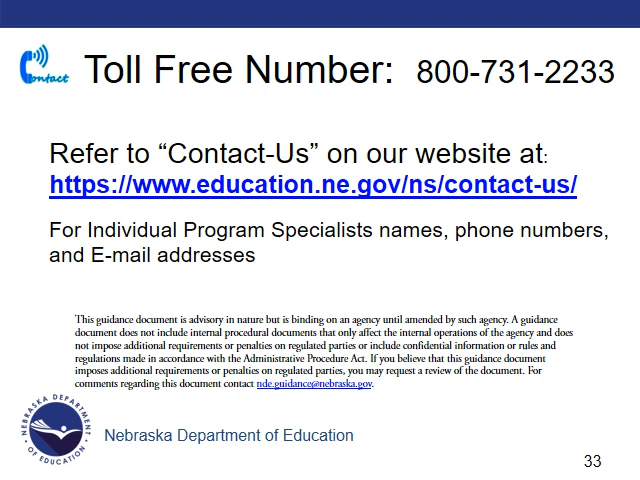 Contact
Toll Free Number: 800-731-2233
Refer to “Contact-Us” on our website at:
https://www.education.ne.gov/ns/contact-us/
For Individual Program Specialists names, phone numbers,
and E-mail addresses
This guidance document is advisory in nature but is binding on an agency until amended by such agency. A guidance
document does not include internal procedural documents that only affect the internal operations of the agency and does
not impose additional requirements or penalties on regulated parties or include confidential information or rules and
regulations made in accordance with the Administrative Procedure Act. If you believe that this guidance document
imposes additional requirements or penalties on regulated parties, you may request a review of the document. For
comments regarding this document contact nde.guidance@nebraska.gov.
NEBRASKA DEPARTMENT
OF EDUCATION
Nebraska Department of Education
33